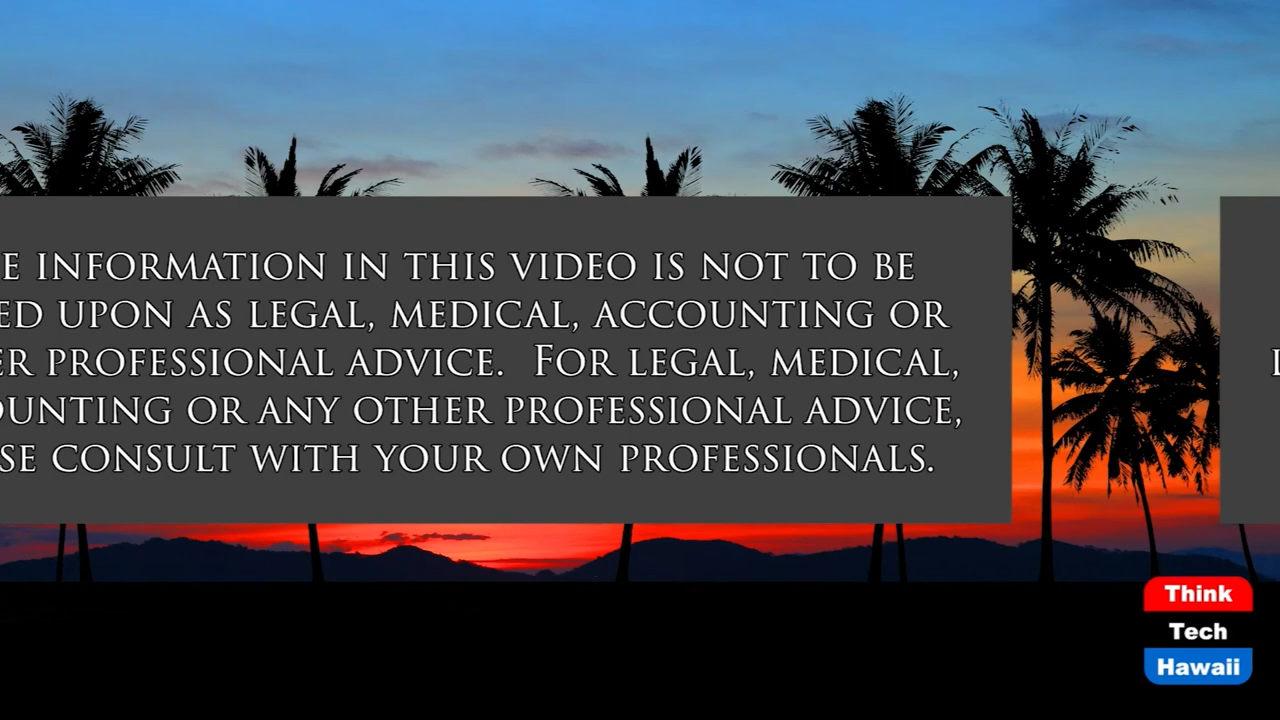 E INFORMATION IN THIS VIDEO IS NOT TO BE
ED UPON AS LEGAL, MEDICAL, ACCOUNTING OR
ER PROFESSIONAL ADVICE. FOR LEGAL, MEDICAL,
OUNTING OR ANY OTHER PROFESSIONAL ADVICE,
SE CONSULT WITH YOUR OWN PROFESSIONALS.
Think
Tech
Hawaii